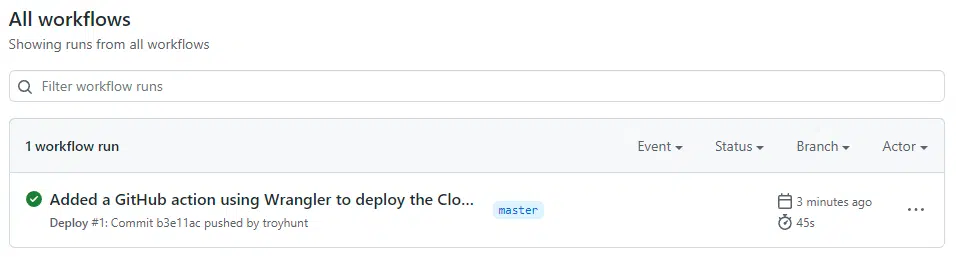 All workflows
Showing runs from all workflows
Filter workflow runs
1 workflow run Event Status Branch Actor
Added a GitHub action using Wrangler to deploy the Clo...
master
3 minutes ago
Deploy #1: Commit b3e11ac pushed by troyhunt
45s